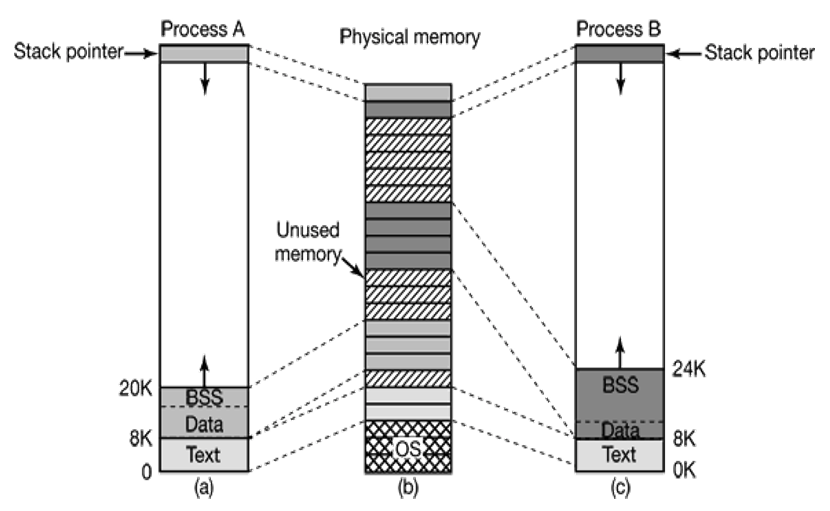 Process A
Physical memory
Process B
Stack pointer
Stack pointer
Unused
memory
20K
BSS
Data
8K
Text
0
OS
24K
BSS
Data
8K
Text
0K
(a)
(b)
(c)